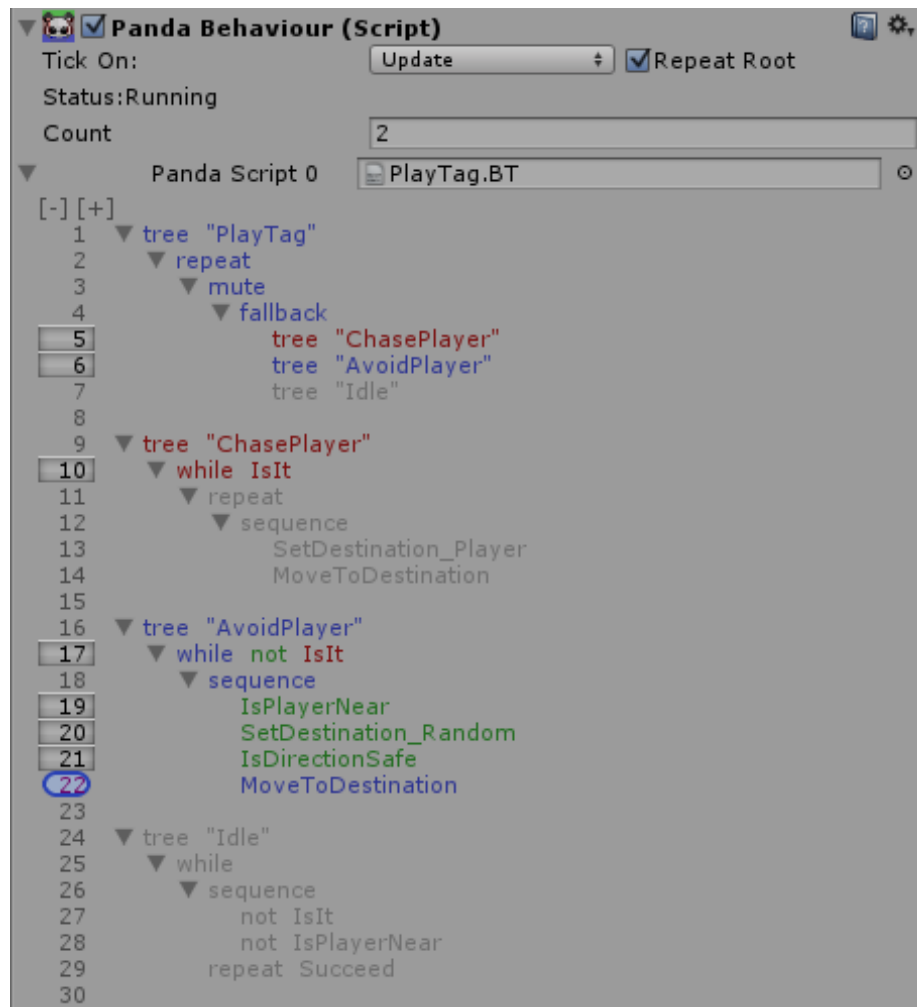 Panda Behaviour (Script)
Tick On: Update Repeat Root
Status:Running
Count 2
Panda Script 0 PlayTag.BT
[-] [+]
1 tree "PlayTag"
2 repeat
3 mute
4 fallback
5 tree "ChasePlayer"
6 tree "AvoidPlayer"
7 tree "Idle"
8
9 tree "ChasePlayer"
10 while IsIt
11 repeat
12 sequence
13 SetDestination_Player
14 MoveToDestination
15
16 tree "AvoidPlayer"
17 while not IsIt
18 sequence
19 IsPlayerNear
20 SetDestination_Random
21 IsDirectionSafe
22 MoveToDestination
23
24 tree "Idle"
25 while
26 sequence
27 not IsIt
28 not IsPlayerNear
29 repeat Succeed
30